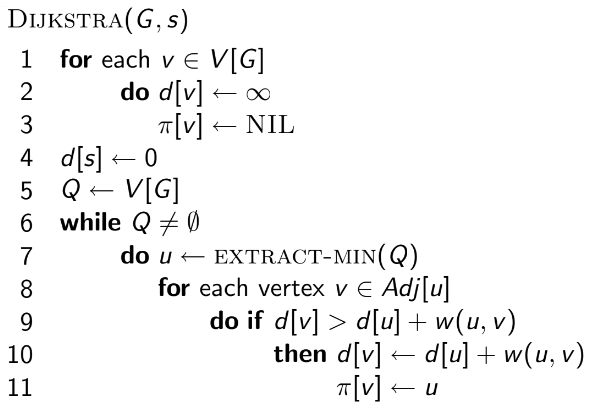 DIJKSTRA(G, s)
1 for each v ∈ V[G]
2 do d[v] ← ∞
3 π[v] ← NIL
4 d[s] ← 0
5 Q ← V[G]
6 while Q ≠ ∅
7 do u ← EXTRACT-MIN(Q)
8 for each vertex v ∈ Adj[u]
9 do if d[v] > d[u] + w(u, v)
10 then d[v] ← d[u] + w(u, v)
11 π[v] ← u